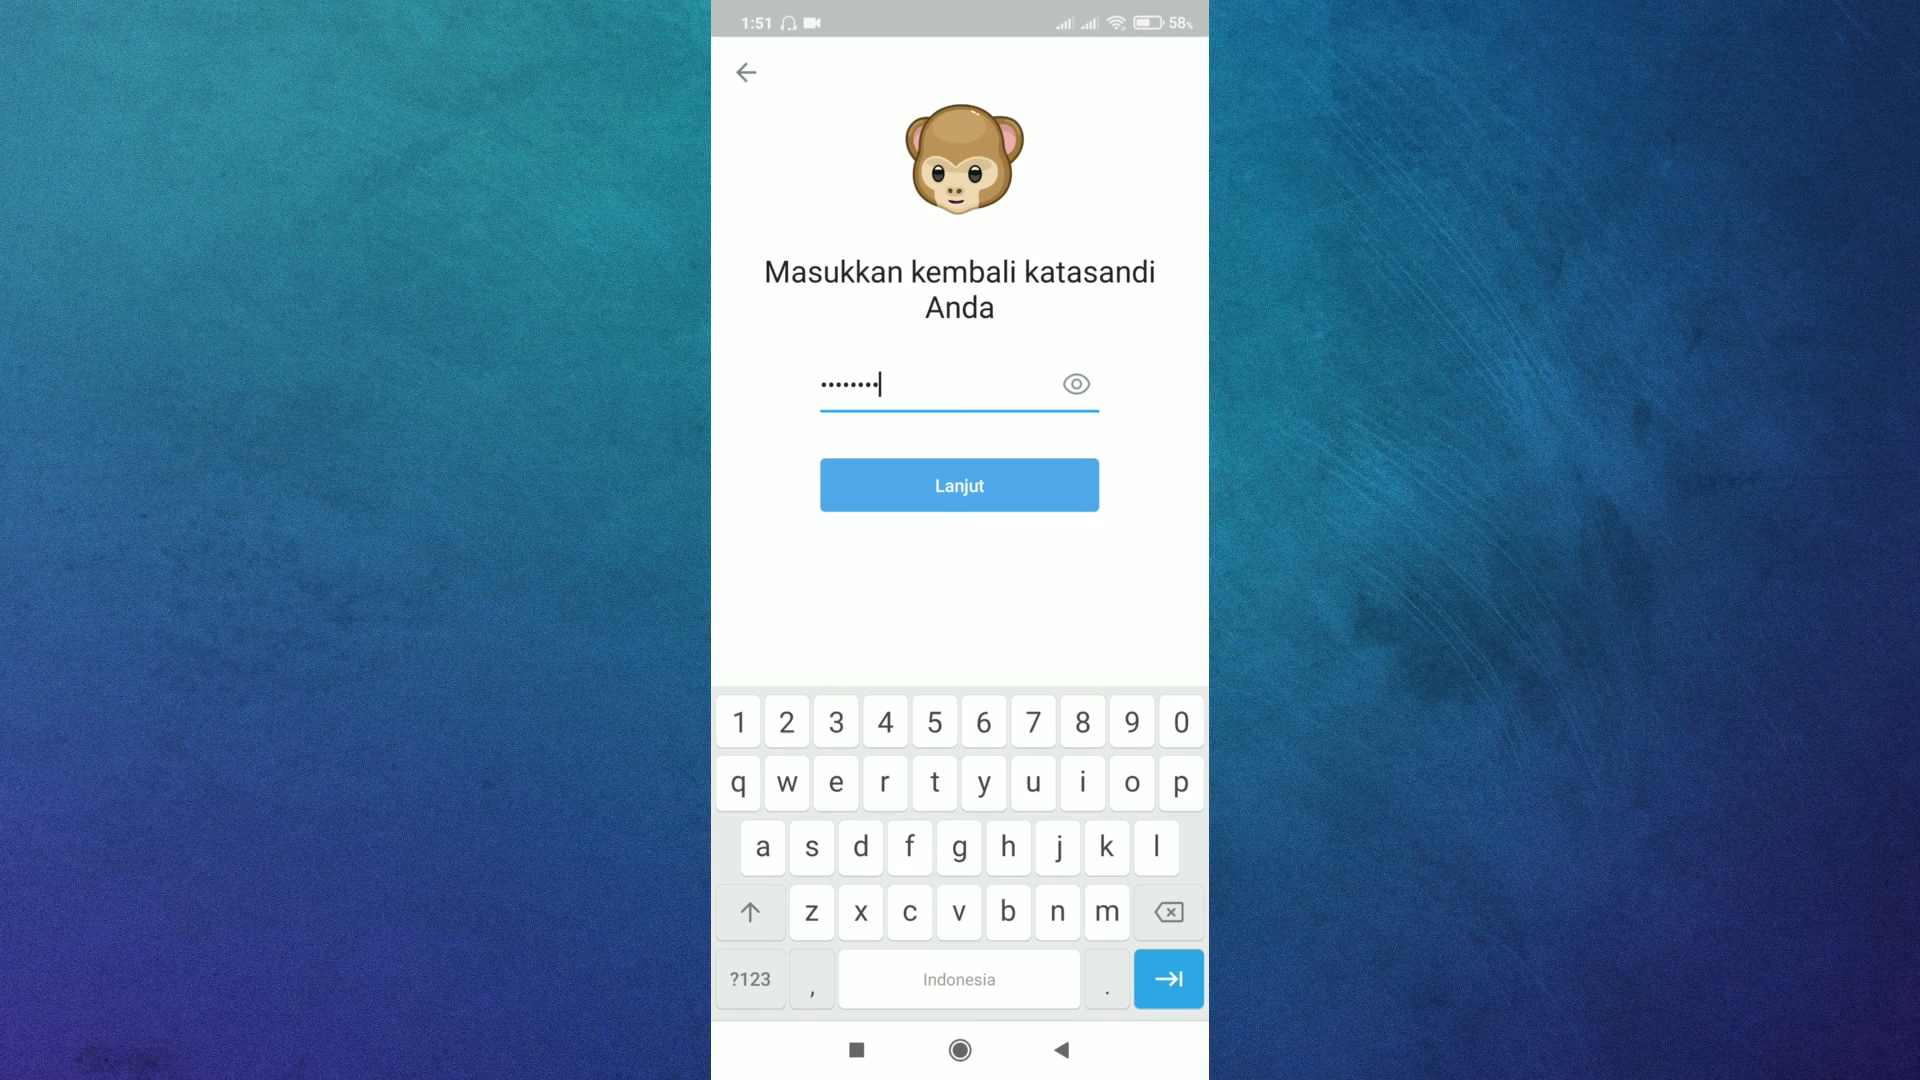 1:51 58%
Masukkan kembali katasandi
Anda
••••••••
Lanjut
1 2 3 4 5 6 7 8 9 0
q w e r t y u i o p
a s d f g h j k l
z x c v b n m
?123 , Indonesia .